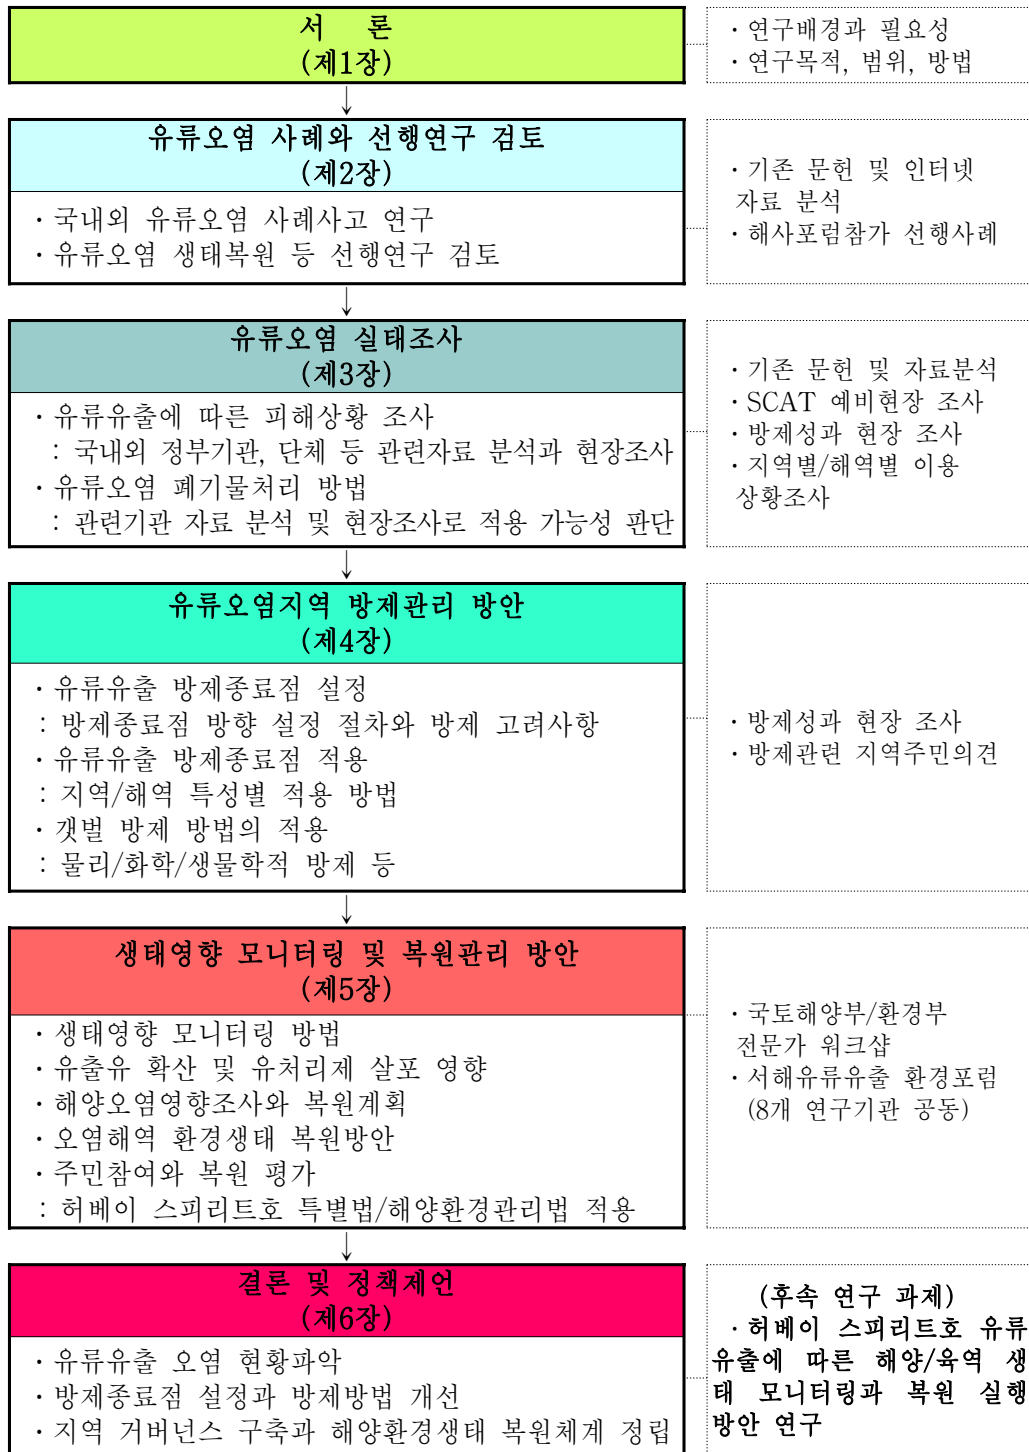 서 론
(제1장)
· 연구배경과 필요성
· 연구목적, 범위, 방법
유류오염 사례와 선행연구 검토
(제2장)
· 국내외 유류오염 사례사고 연구
· 유류오염 생태복원 등 선행연구 검토
· 기존 문헌 및 인터넷
자료 분석
· 해사포럼참가 선행사례
유류오염 실태조사
(제3장)
· 유류유출에 따른 피해상황 조사
: 국내외 정부기관, 단체 등 관련자료 분석과 현장조사
· 유류오염 폐기물처리 방법
: 관련기관 자료 분석 및 현장조사로 적용 가능성 판단
· 기존 문헌 및 자료분석
· SCAT 예비현장 조사
· 방제성과 현장 조사
· 지역별/해역별 이용
상황조사
유류오염지역 방제관리 방안
(제4장)
· 유류유출 방제종료점 설정
: 방제종료점 방향 설정 절차와 방제 고려사항
· 유류유출 방제종료점 적용
: 지역/해역 특성별 적용 방법
· 갯벌 방제 방법의 적용
: 물리/화학/생물학적 방제 등
· 방제성과 현장 조사
· 방제관련 지역주민의견
생태영향 모니터링 및 복원관리 방안
(제5장)
· 생태영향 모니터링 방법
· 유출유 확산 및 유처리제 살포 영향
· 해양오염영향조사와 복원계획
· 오염해역 환경생태 복원방안
· 주민참여와 복원 평가
: 허베이 스피리트호 특별법/해양환경관리법 적용
· 국토해양부/환경부
전문가 워크샵
· 서해유류유출 환경포럼
(8개 연구기관 공동)
결론 및 정책제언
(제6장)
· 유류유출 오염 현황파악
· 방제종료점 설정과 방제방법 개선
· 지역 거버넌스 구축과 해양환경생태 복원체계 정립
(후속 연구 과제)
· 허베이 스피리트호 유류
유출에 따른 해양/육역 생
태 모니터링과 복원 실행
방안 연구